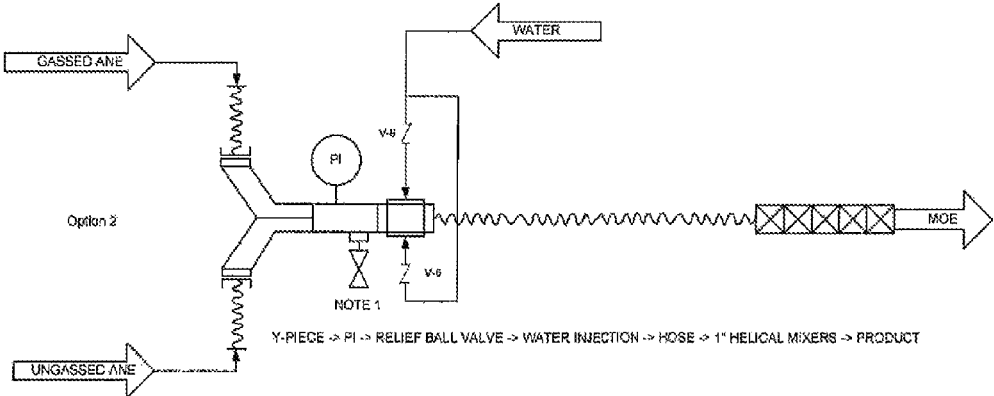 WATER
GASSED ANE
V-6
PI
Option 2
MOE
V-6
NOTE 1
Y-PIECE -> PI -> RELIEF BALL VALVE -> WATER INJECTION -> HOSE -> 1" HELICAL MIXERS -> PRODUCT
UNGASSED ANE